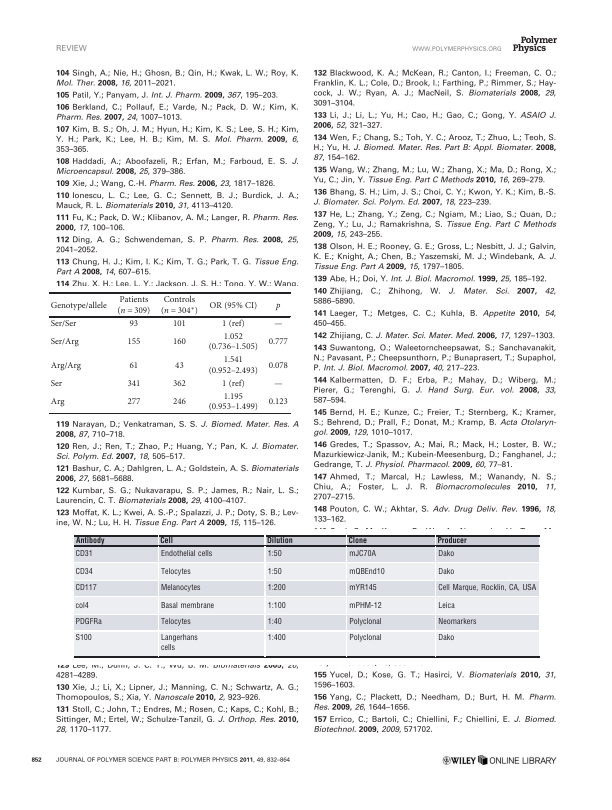 REVIEW
WWW.POLYMERPHYSICS.ORG
Polymer
Physics
104 Singh, A.; Nie, H.; Ghosn, B.; Qin, H.; Kwak, L. W.; Roy, K.
Mol. Ther. 2008, 16, 2011–2021.
105 Patil, Y.; Panyam, J. Int. J. Pharm. 2009, 367, 195–203.
106 Berkland, C.; Pollauf, E.; Varde, N.; Pack, D. W.; Kim, K.
Pharm. Res. 2007, 24, 1007–1013.
107 Kim, B. S.; Oh, J. M.; Hyun, H.; Kim, K. S.; Lee, S. H.; Kim,
Y. H.; Park, K.; Lee, H. B.; Kim, M. S. Mol. Pharm. 2009, 6,
353–365.
108 Haddadi, A.; Aboofazeli, R.; Erfan, M.; Farboud, E. S. J.
Microencapsul. 2008, 25, 379–386.
109 Xie, J.; Wang, C.-H. Pharm. Res. 2006, 23, 1817–1826.
110 Ionescu, L. C.; Lee, G. C.; Sennett, B. J.; Burdick, J. A.;
Mauck, R. L. Biomaterials 2010, 31, 4113–4120.
111 Fu, K.; Pack, D. W.; Klibanov, A. M.; Langer, R. Pharm. Res.
2000, 17, 100–106.
112 Ding, A. G.; Schwendeman, S. P. Pharm. Res. 2008, 25,
2041–2052.
113 Chung, H. J.; Kim, I. K.; Kim, T. G.; Park, T. G. Tissue Eng.
Part A 2008, 14, 607–615.
114 Zhu, X. H.; Lee, L. Y.; Jackson, J. S. H.; Tong, Y. W.; Wang,
Genotype/allele Patients (n = 309) Controls (n = 304*) OR (95% CI) p
Ser/Ser 93 101 1 (ref) —
Ser/Arg 155 160 1.052 (0.736–1.505) 0.777
Arg/Arg 61 43 1.541 (0.952–2.493) 0.078
Ser 341 362 1 (ref) —
Arg 277 246 1.195 (0.953–1.499) 0.123
119 Narayan, D.; Venkatraman, S. S. J. Biomed. Mater. Res. A
2008, 87, 710–718.
120 Ren, J.; Ren, T.; Zhao, P.; Huang, Y.; Pan, K. J. Biomater.
Sci. Polym. Ed. 2007, 18, 505–517.
121 Bashur, C. A.; Dahlgren, L. A.; Goldstein, A. S. Biomaterials
2006, 27, 5681–5688.
122 Kumbar, S. G.; Nukavarapu, S. P.; James, R.; Nair, L. S.;
Laurencin, C. T. Biomaterials 2008, 29, 4100–4107.
123 Moffat, K. L.; Kwei, A. S.-P.; Spalazzi, J. P.; Doty, S. B.; Lev-
ine, W. N.; Lu, H. H. Tissue Eng. Part A 2009, 15, 115–126.
132 Blackwood, K. A.; McKean, R.; Canton, I.; Freeman, C. O.;
Franklin, K. L.; Cole, D.; Brook, I.; Farthing, P.; Rimmer, S.; Hay-
cock, J. W.; Ryan, A. J.; MacNeil, S. Biomaterials 2008, 29,
3091–3104.
133 Li, J.; Li, L.; Yu, H.; Cao, H.; Gao, C.; Gong, Y. ASAIO J.
2006, 52, 321–327.
134 Wen, F.; Chang, S.; Toh, Y. C.; Arooz, T.; Zhuo, L.; Teoh, S.
H.; Yu, H. J. Biomed. Mater. Res. Part B: Appl. Biomater. 2008,
87, 154–162.
135 Wang, W.; Zhang, M.; Lu, W.; Zhang, X.; Ma, D.; Rong, X.;
Yu, C.; Jin, Y. Tissue Eng. Part C Methods 2010, 16, 269–279.
136 Bhang, S. H.; Lim, J. S.; Choi, C. Y.; Kwon, Y. K.; Kim, B.-S.
J. Biomater. Sci. Polym. Ed. 2007, 18, 223–239.
137 He, L.; Zhang, Y.; Zeng, C.; Ngiam, M.; Liao, S.; Quan, D.;
Zeng, Y.; Lu, J.; Ramakrishna, S. Tissue Eng. Part C Methods
2009, 15, 243–255.
138 Olson, H. E.; Rooney, G. E.; Gross, L.; Nesbitt, J. J.; Galvin,
K. E.; Knight, A.; Chen, B.; Yaszemski, M. J.; Windebank, A. J.
Tissue Eng. Part A 2009, 15, 1797–1805.
139 Abe, H.; Doi, Y. Int. J. Biol. Macromol. 1999, 25, 185–192.
140 Zhijiang, C.; Zhihong, W. J. Mater. Sci. 2007, 42,
5886–5890.
141 Laeger, T.; Metges, C. C.; Kuhla, B. Appetite 2010, 54,
450–455.
142 Zhijiang, C. J. Mater. Sci. Mater. Med. 2006, 17, 1297–1303.
143 Suwantong, O.; Waleetorncheepsawat, S.; Sanchavanakit,
N.; Pavasant, P.; Cheepsunthorn, P.; Bunaprasert, T.; Supaphol,
P. Int. J. Biol. Macromol. 2007, 40, 217–223.
144 Kalbermatten, D. F.; Erba, P.; Mahay, D.; Wiberg, M.;
Pierer, G.; Terenghi, G. J. Hand Surg. Eur. vol. 2008, 33,
587–594.
145 Bernd, H. E.; Kunze, C.; Freier, T.; Sternberg, K.; Kramer,
S.; Behrend, D.; Prall, F.; Donat, M.; Kramp, B. Acta Otolaryn-
gol. 2009, 129, 1010–1017.
146 Gredes, T.; Spassov, A.; Mai, R.; Mack, H.; Loster, B. W.;
Mazurkiewicz-Janik, M.; Kubein-Meesenburg, D.; Fanghanel, J.;
Gedrange, T. J. Physiol. Pharmacol. 2009, 60, 77–81.
147 Ahmed, T.; Marcal, H.; Lawless, M.; Wanandy, N. S.;
Chiu, A.; Foster, L. J. R. Biomacromolecules 2010, 11,
2707–2715.
148 Pouton, C. W.; Akhtar, S. Adv. Drug Deliv. Rev. 1996, 18,
133–162.
Antibody Cell Dilution Clone Producer
CD31 Endothelial cells 1:50 mJC70A Dako
CD34 Telocytes 1:50 mQBEnd10 Dako
CD117 Melanocytes 1:200 mYR145 Cell Marque, Rocklin, CA, USA
col4 Basal membrane 1:100 mPHM-12 Leica
PDGFRa Telocytes 1:40 Polyclonal Neomarkers
S100 Langerhans cells 1:400 Polyclonal Dako
4281–4289.
130 Xie, J.; Li, X.; Lipner, J.; Manning, C. N.; Schwartz, A. G.;
Thomopoulos, S.; Xia, Y. Nanoscale 2010, 2, 923–926.
131 Stoll, C.; John, T.; Endres, M.; Rosen, C.; Kaps, C.; Kohl, B.;
Sittinger, M.; Ertel, W.; Schulze-Tanzil, G. J. Orthop. Res. 2010,
28, 1170–1177.
155 Yucel, D.; Kose, G. T.; Hasirci, V. Biomaterials 2010, 31,
1596–1603.
156 Yang, C.; Plackett, D.; Needham, D.; Burt, H. M. Pharm.
Res. 2009, 26, 1644–1656.
157 Errico, C.; Bartoli, C.; Chiellini, F.; Chiellini, E. J. Biomed.
Biotechnol. 2009, 2009, 571702.
852 JOURNAL OF POLYMER SCIENCE PART B: POLYMER PHYSICS 2011, 49, 832–864
WILEY ONLINE LIBRARY